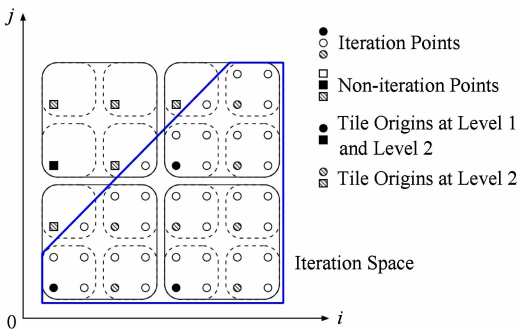 j
Iteration Points
Non-iteration Points
Tile Origins at Level 1
and Level 2
Tile Origins at Level 2
Iteration Space
0
i